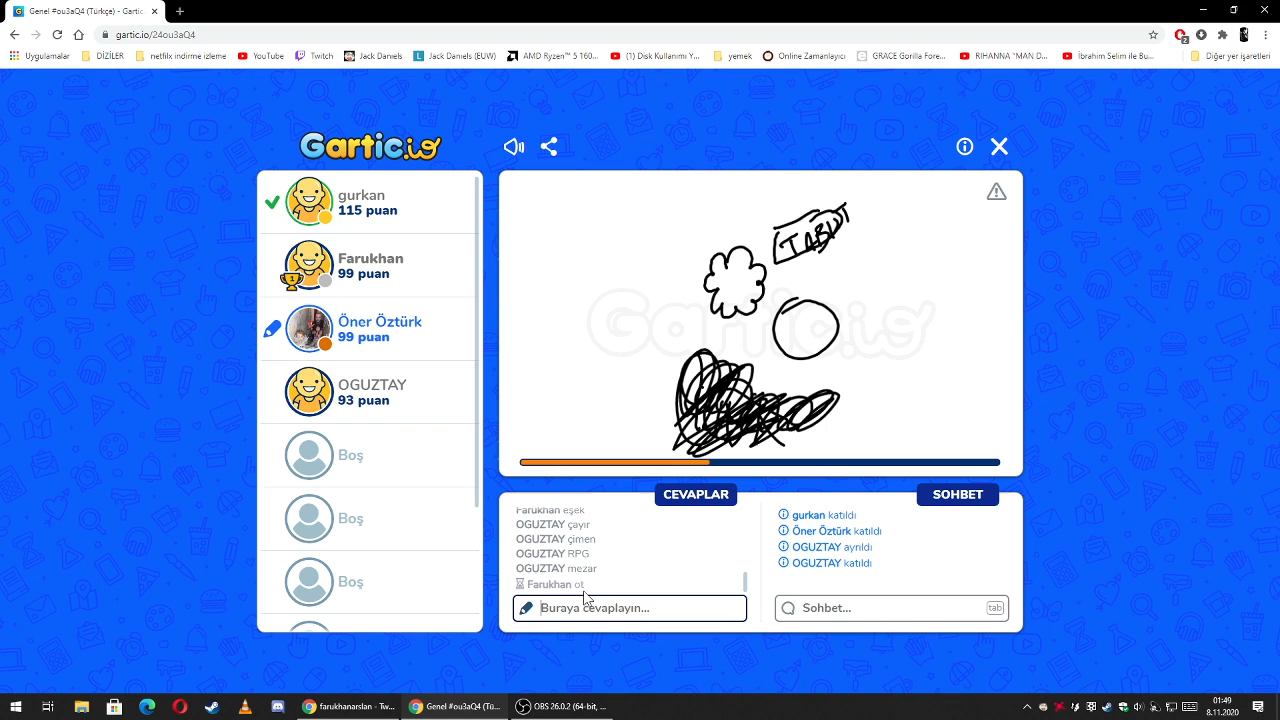 Genel #ou3aQ4 (Türkçe) - Gartic
gartic.io/24ou3aQ4
2
Uygulamalar
DİZİLER
netflix indirme izleme
YouTube
Twitch
Jack Daniels
Jack Daniels (EUW)
AMD Ryzen™ 5 160...
(1) Disk Kullanımı Y...
yemek
Online Zamanlayıcı
GRACE Gorilla Fore...
RIHANNA "MAN D...
İbrahim Selim ile Bu...
Diğer yer işaretleri
Gartic.io
gurkan
115 puan
Farukhan
99 puan
1
Öner Öztürk
99 puan
OGUZTAY
93 puan
Boş
Boş
Boş
TABU
Gartic.io
CEVAPLAR
SOHBET
Farukhan eşek
OGUZTAY çayır
OGUZTAY çimen
OGUZTAY RPG
OGUZTAY mezar
Farukhan ot
Buraya cevaplayın...
gurkan katıldı
Öner Öztürk katıldı
OGUZTAY ayrıldı
OGUZTAY katıldı
Sohbet...
tab
farukhanarslan - Tw...
Genel #ou3aQ4 (Tü...
OBS 26.0.2 (64-bit, ...
01:49
8.11.2020